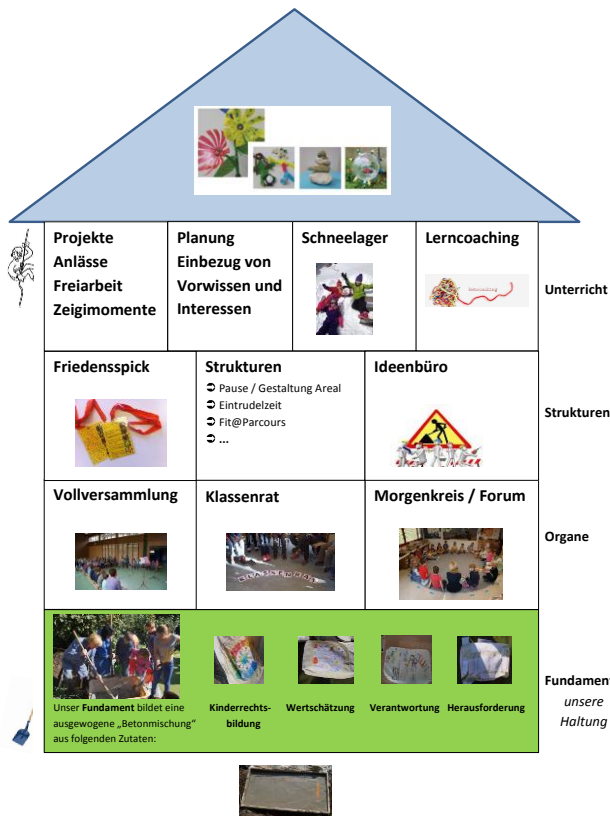 Projekte
Anlässe
Freiarbeit
Zeigimomente
Planung
Einbezug von
Vorwissen und
Interessen
Schneelager
Lerncoaching
Unterricht
Friedensspick
Strukturen
➲ Pause / Gestaltung Areal
➲ Eintrudelzeit
➲ Fit@Parcours
➲ ...
Ideenbüro
Strukturen
Vollversammlung
Klassenrat
KLASSENRAT
Morgenkreis / Forum
Organe
Unser Fundament bildet eine
ausgewogene „Betonmischung“
aus folgenden Zutaten:
Kinderrechts-
bildung
Wertschätzung
Verantwortung
Herausforderung
Fundament
unsere
Haltung